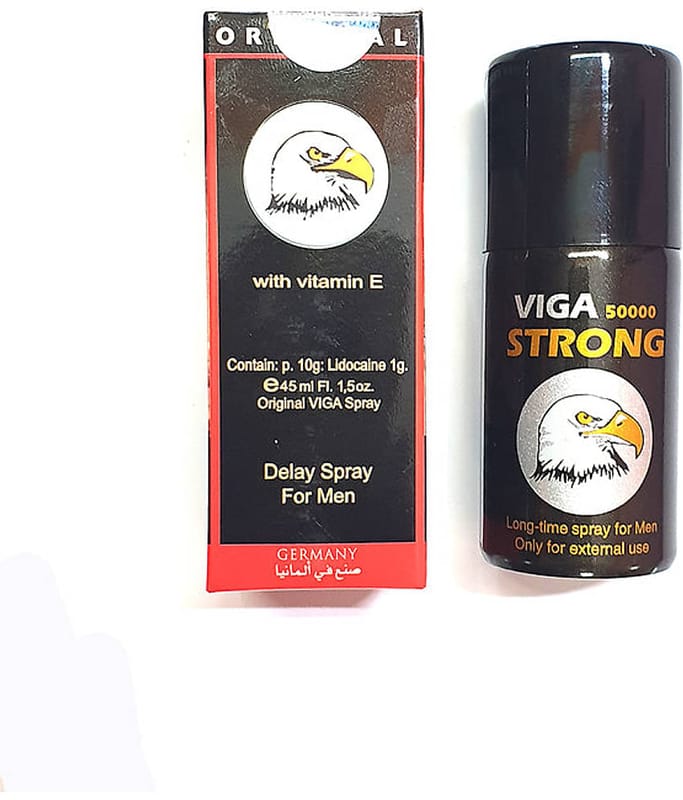 with vitamin E
Contain: p. 10g: Lidocaine 1g.
e 45 ml Fl. 1,5oz.
Original VIGA Spray
Delay Spray
For Men
GERMANY
صنع في ألمانيا
VIGA 50000
STRONG
Long-time spray for Men
Only for external use